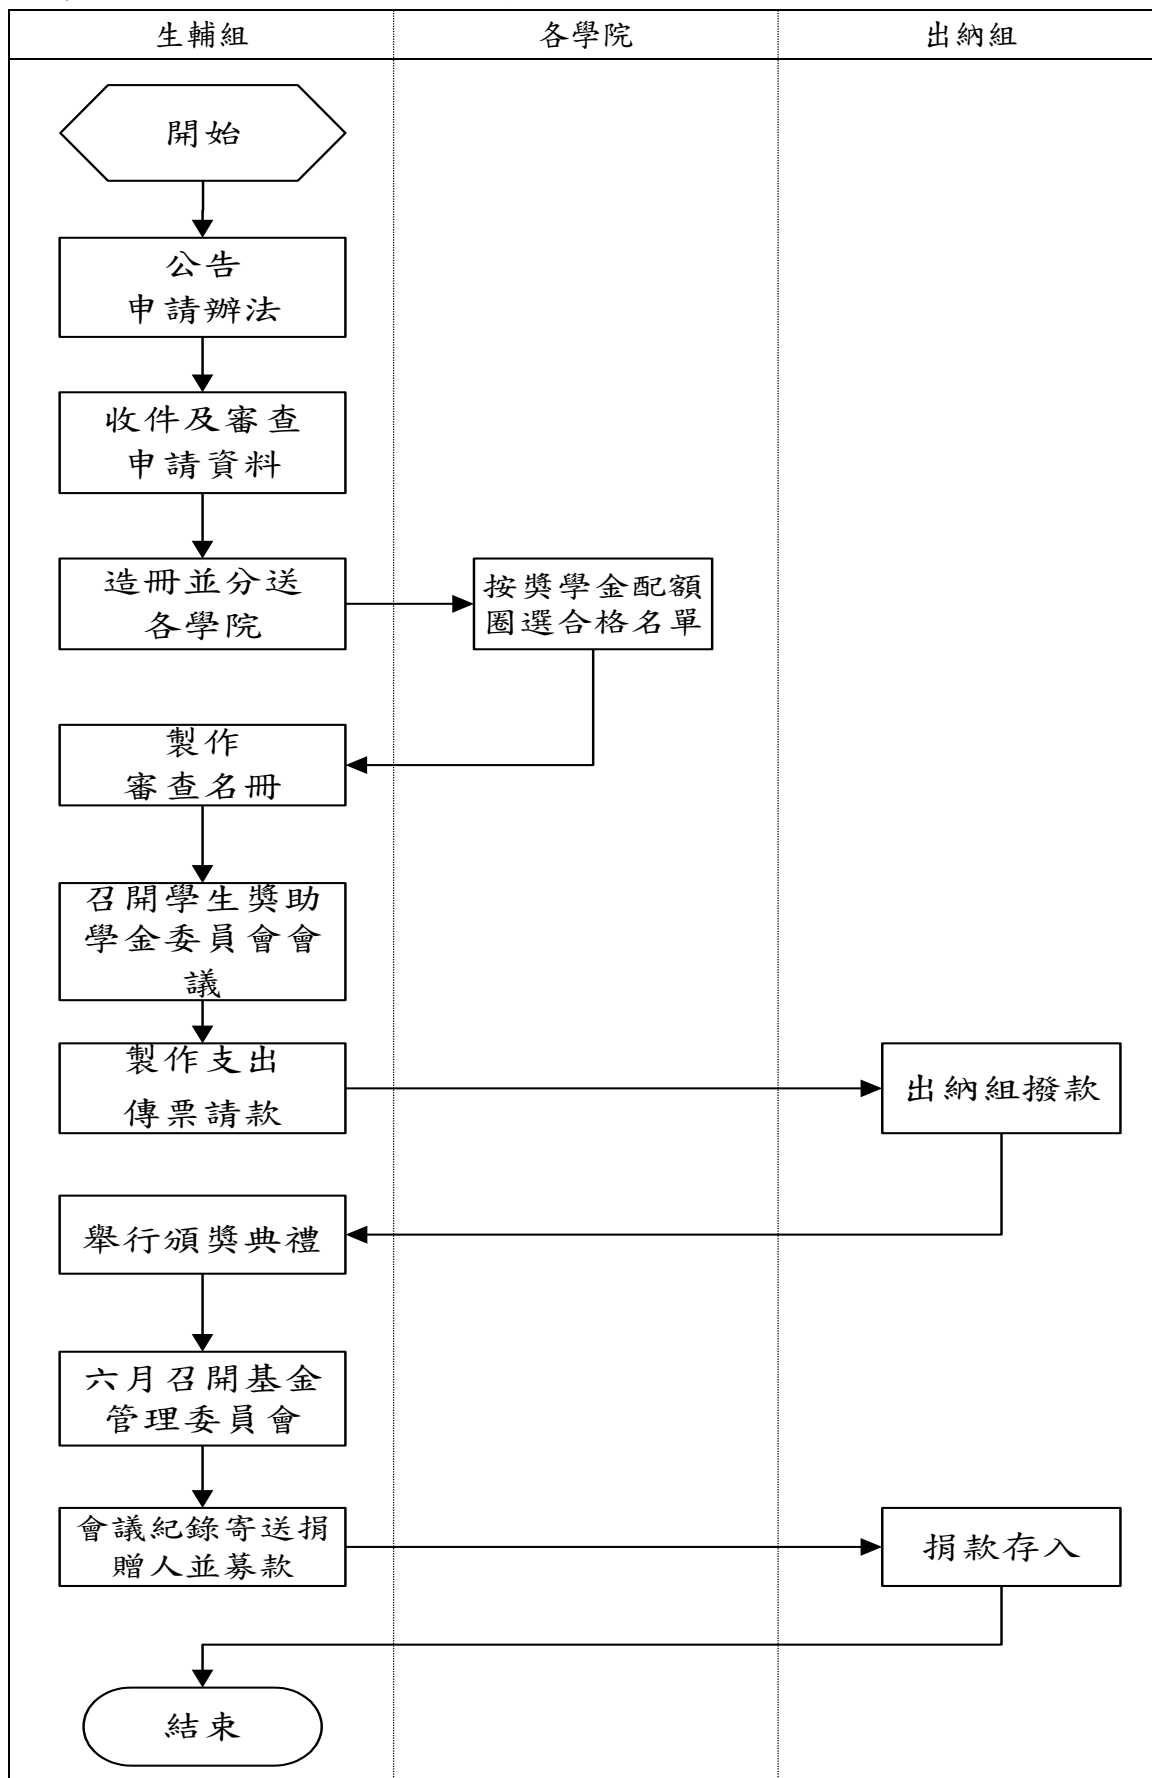 生輔組
各學院
出納組
開始
公告
申請辦法
收件及審查
申請資料
造冊並分送
各學院
按獎學金配額
圈選合格名單
製作
審查名冊
召開學生獎助
學金委員會會
議
製作支出
傳票請款
出納組撥款
舉行頒獎典禮
六月召開基金
管理委員會
會議紀錄寄送捐
贈人並募款
捐款存入
結束